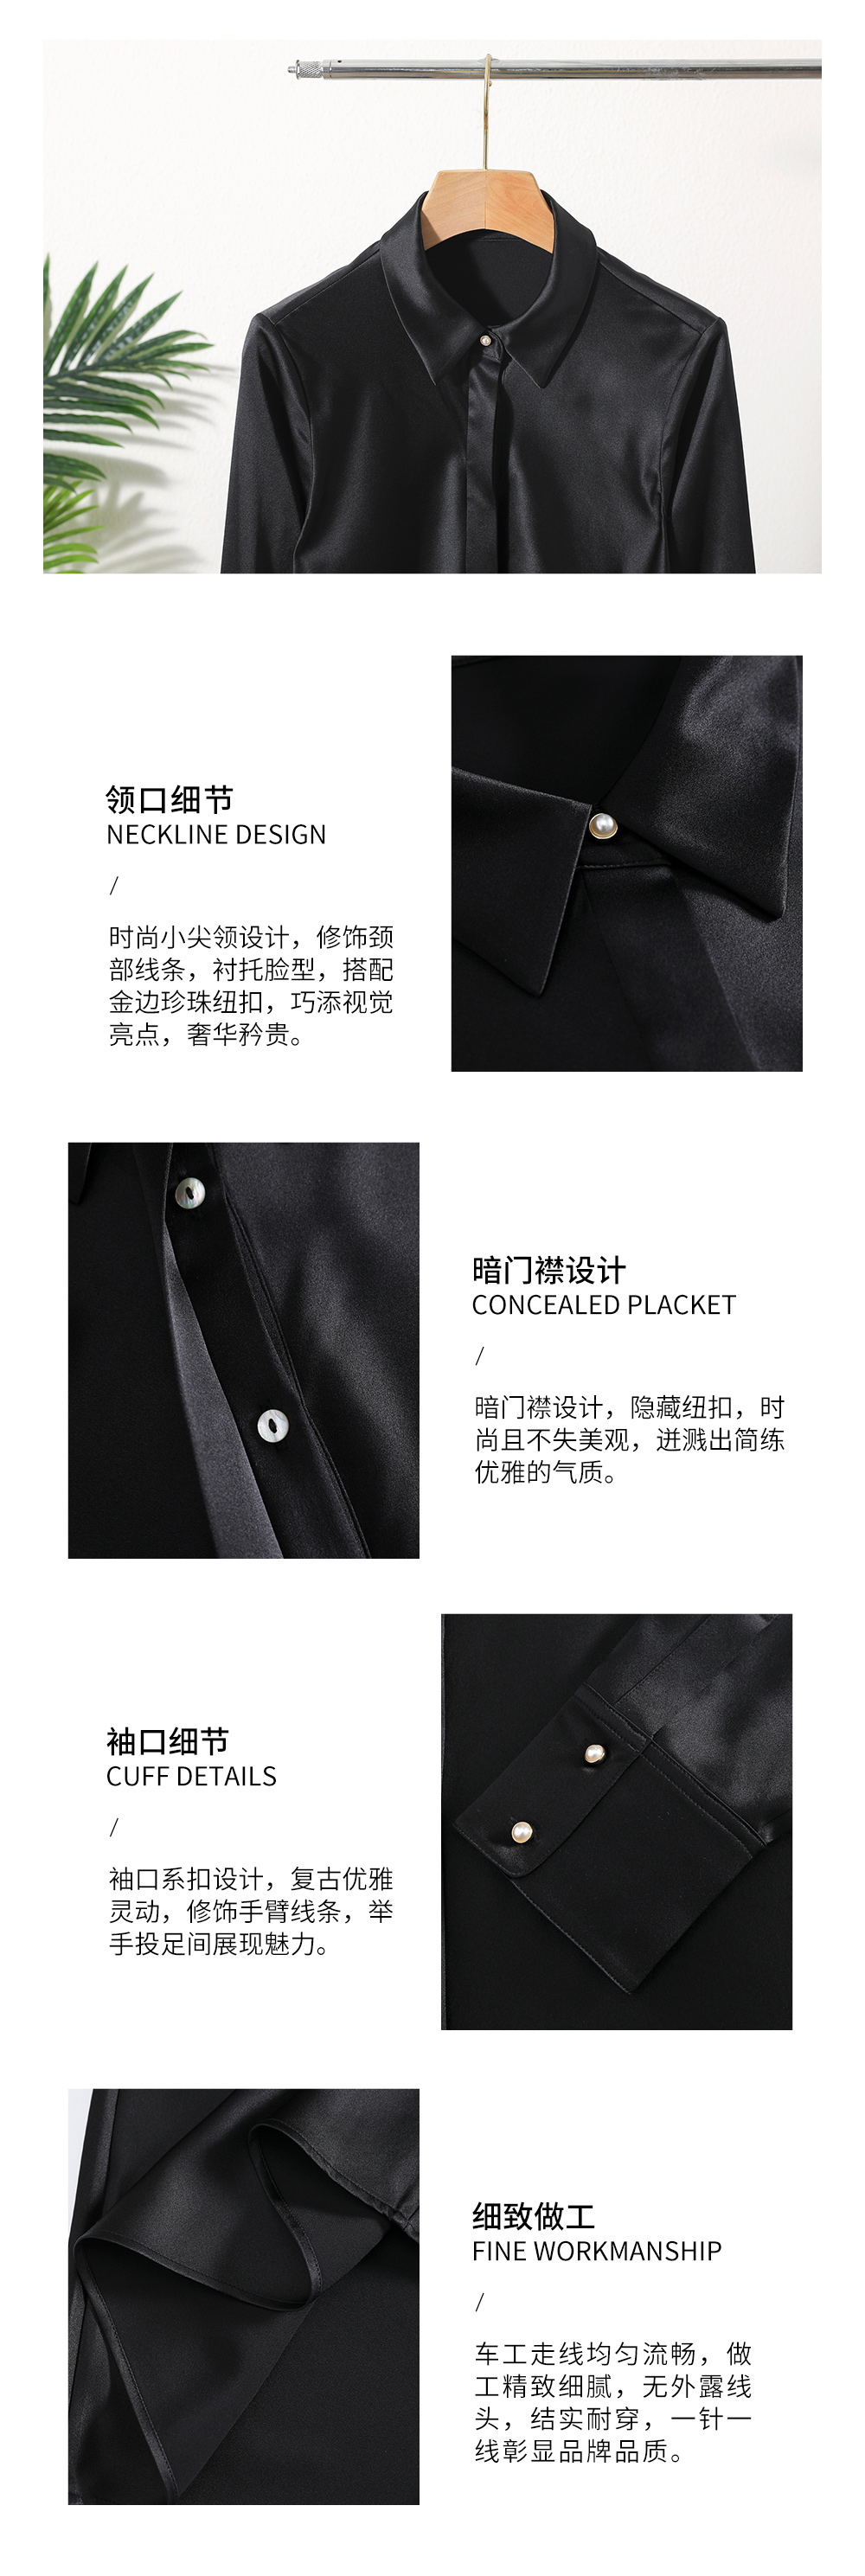 领口细节
NECKLINE DESIGN
/
时尚小尖领设计，修饰颈
部线条，衬托脸型，搭配
金边珍珠纽扣，巧添视觉
亮点，奢华矜贵。
暗门襟设计
CONCEALED PLACKET
/
暗门襟设计，隐藏纽扣，时
尚且不失美观，迸溅出简练
优雅的气质。
袖口细节
CUFF DETAILS
/
袖口系扣设计，复古优雅
灵动，修饰手臂线条，举
手投足间展现魅力。
细致做工
FINE WORKMANSHIP
/
车工走线均匀流畅，做
工精致细腻，无外露线
头，结实耐穿，一针一
线彰显品牌品质。